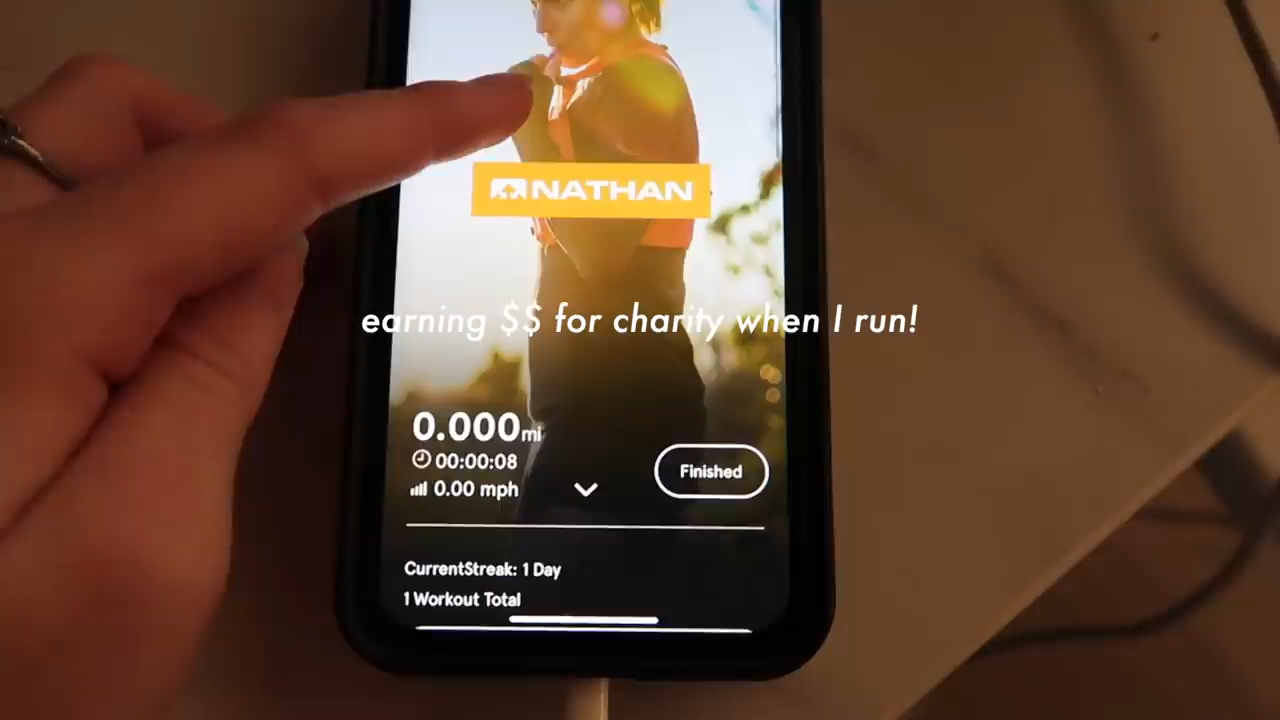 NATHAN
earning $$ for charity when I run!
0.000mi
00:00:08
0.00 mph
Finished
CurrentStreak: 1 Day
1 Workout Total